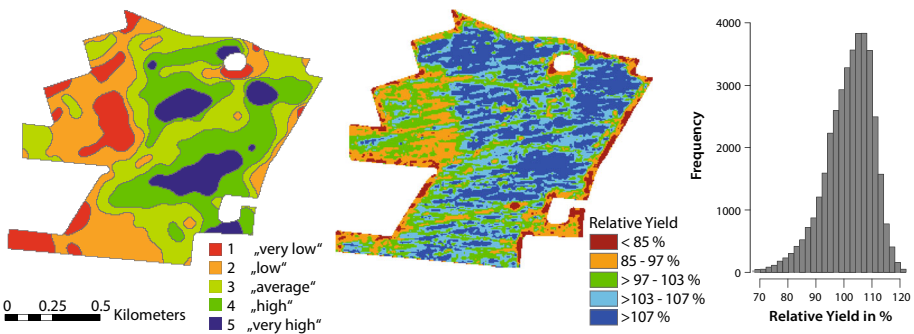 1 „very low“
2 „low“
3 „average“
4 „high“
5 „very high“
0 0.25 0.5
Kilometers
Relative Yield
< 85 %
85 - 97 %
> 97 - 103 %
>103 - 107 %
>107 %
Frequency
4000
3000
2000
1000
0
70 80 90 100 110 120
Relative Yield in %